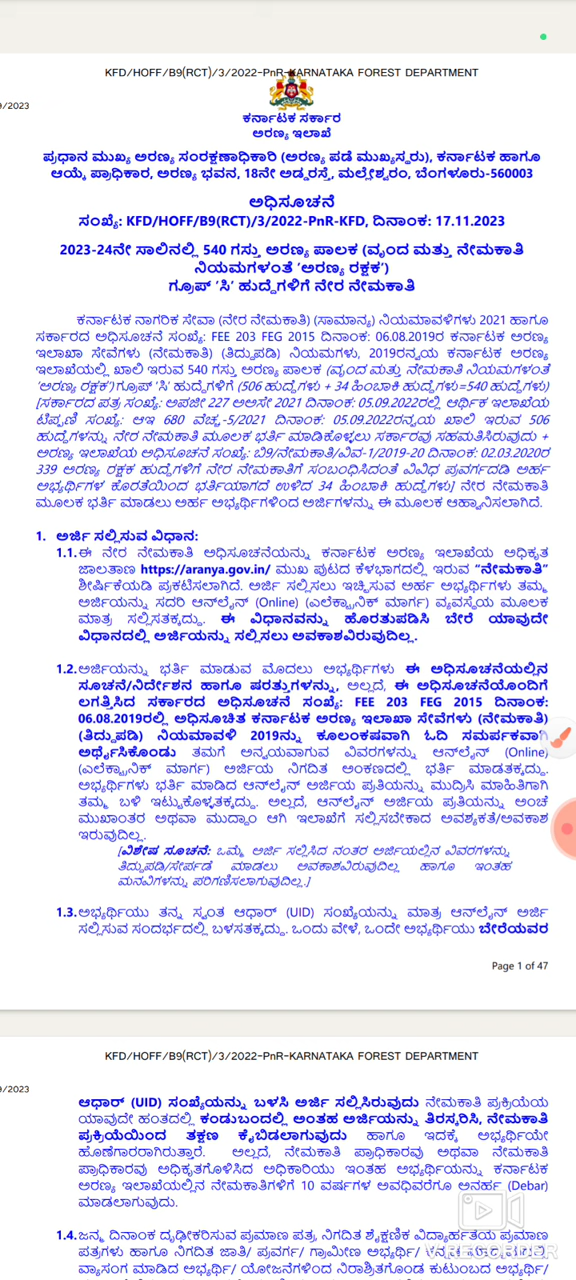 KFD/HOFF/B9(RCT)/3/2022-PnR-KARNATAKA FOREST DEPARTMENT
/2023
ಕರ್ನಾಟಕ ಸರ್ಕಾರ
ಅರಣ್ಯ ಇಲಾಖೆ
ಪ್ರಧಾನ ಮುಖ್ಯ ಅರಣ್ಯ ಸಂರಕ್ಷಣಾಧಿಕಾರಿ (ಅರಣ್ಯ ಪಡೆ ಮುಖ್ಯಸ್ಥರು), ಕರ್ನಾಟಕ ಹಾಗೂ
ಆಯ್ಕೆ ಪ್ರಾಧಿಕಾರ, ಅರಣ್ಯ ಭವನ, 18ನೇ ಅಡ್ಡರಸ್ತೆ, ಮಲ್ಲೇಶ್ವರಂ, ಬೆಂಗಳೂರು-560003
ಅಧಿಸೂಚನೆ
ಸಂಖ್ಯೆ: KFD/HOFF/B9(RCT)/3/2022-PnR-KFD, ದಿನಾಂಕ: 17.11.2023
2023-24ನೇ ಸಾಲಿನಲ್ಲಿ 540 ಗಸ್ತು ಅರಣ್ಯ ಪಾಲಕ (ವೃಂದ ಮತ್ತು ನೇಮಕಾತಿ
ನಿಯಮಗಳಂತೆ 'ಅರಣ್ಯ ರಕ್ಷಕ')
ಗ್ರೂಪ್ 'ಸಿ' ಹುದ್ದೆಗಳಿಗೆ ನೇರ ನೇಮಕಾತಿ
ಕರ್ನಾಟಕ ನಾಗರಿಕ ಸೇವಾ (ನೇರ ನೇಮಕಾತಿ) (ಸಾಮಾನ್ಯ) ನಿಯಮಾವಳಿಗಳು 2021 ಹಾಗೂ
ಸರ್ಕಾರದ ಅಧಿಸೂಚನೆ ಸಂಖ್ಯೆ: FEE 203 FEG 2015 ದಿನಾಂಕ: 06.08.2019ರ ಕರ್ನಾಟಕ ಅರಣ್ಯ
ಇಲಾಖಾ ಸೇವೆಗಳು (ನೇಮಕಾತಿ) (ತಿದ್ದುಪಡಿ) ನಿಯಮಗಳು, 2019ರನ್ವಯ ಕರ್ನಾಟಕ ಅರಣ್ಯ
ಇಲಾಖೆಯಲ್ಲಿ ಖಾಲಿ ಇರುವ 540 ಗಸ್ತು ಅರಣ್ಯ ಪಾಲಕ (ವೃಂದ ಮತ್ತು ನೇಮಕಾತಿ ನಿಯಮಗಳಂತೆ
'ಅರಣ್ಯ ರಕ್ಷಕ') ಗ್ರೂಪ್ 'ಸಿ' ಹುದ್ದೆಗಳಿಗೆ (506 ಹುದ್ದೆಗಳು + 34 ಹಿಂಬಾಕಿ ಹುದ್ದೆಗಳು=540 ಹುದ್ದೆಗಳು)
[ಸರ್ಕಾರದ ಪತ್ರ ಸಂಖ್ಯೆ: ಅಪಜೀ 227 ಅಅಸೇ 2021 ದಿನಾಂಕ: 05.09.2022ರಲ್ಲಿ ಆರ್ಥಿಕ ಇಲಾಖೆಯ
ಟಿಪ್ಪಣಿ ಸಂಖ್ಯೆ: ಆಇ 680 ವೆಚ್ಚ-5/2021 ದಿನಾಂಕ: 05.09.2022ರನ್ವಯ ಖಾಲಿ ಇರುವ 506
ಹುದ್ದೆಗಳನ್ನು ನೇರ ನೇಮಕಾತಿ ಮೂಲಕ ಭರ್ತಿ ಮಾಡಿಕೊಳ್ಳಲು ಸರ್ಕಾರವು ಸಹಮತಿಸಿರುವುದು +
ಅರಣ್ಯ ಇಲಾಖೆಯ ಅಧಿಸೂಚನೆ ಸಂಖ್ಯೆ: ಬಿ9/ನೇಮಕಾತಿ/ವಿವ-1/2019-20 ದಿನಾಂಕ: 02.03.2020ರ
339 ಅರಣ್ಯ ರಕ್ಷಕ ಹುದ್ದೆಗಳಿಗೆ ನೇರ ನೇಮಕಾತಿಗೆ ಸಂಬಂಧಿಸಿದಂತೆ ವಿವಿಧ ಪ್ರವರ್ಗದಡಿ ಅರ್ಹ
ಅಭ್ಯರ್ಥಿಗಳ ಕೊರತೆಯಿಂದ ಭರ್ತಿಯಾಗದೆ ಉಳಿದ 34 ಹಿಂಬಾಕಿ ಹುದ್ದೆಗಳು] ನೇರ ನೇಮಕಾತಿ
ಮೂಲಕ ಭರ್ತಿ ಮಾಡಲು ಅರ್ಹ ಅಭ್ಯರ್ಥಿಗಳಿಂದ ಅರ್ಜಿಗಳನ್ನು ಈ ಮೂಲಕ ಆಹ್ವಾನಿಸಲಾಗಿದೆ.
1. ಅರ್ಜಿ ಸಲ್ಲಿಸುವ ವಿಧಾನ:
1.1. ಈ ನೇರ ನೇಮಕಾತಿ ಅಧಿಸೂಚನೆಯನ್ನು ಕರ್ನಾಟಕ ಅರಣ್ಯ ಇಲಾಖೆಯ ಅಧಿಕೃತ
ಜಾಲತಾಣ https://aranya.gov.in/ ಮುಖ ಪುಟದ ಕೆಳಭಾಗದಲ್ಲಿ ಇರುವ "ನೇಮಕಾತಿ"
ಶೀರ್ಷಿಕೆಯಡಿ ಪ್ರಕಟಿಸಲಾಗಿದೆ. ಅರ್ಜಿ ಸಲ್ಲಿಸಲು ಇಚ್ಛಿಸುವ ಅರ್ಹ ಅಭ್ಯರ್ಥಿಗಳು ತಮ್ಮ
ಅರ್ಜಿಯನ್ನು ಸದರಿ ಆನ್‌ಲೈನ್ (Online) (ಎಲೆಕ್ಟ್ರಾನಿಕ್ ಮಾರ್ಗ) ವ್ಯವಸ್ಥೆಯ ಮೂಲಕ
ಮಾತ್ರ ಸಲ್ಲಿಸತಕ್ಕದ್ದು. ಈ ವಿಧಾನವನ್ನು ಹೊರತುಪಡಿಸಿ ಬೇರೆ ಯಾವುದೇ
ವಿಧಾನದಲ್ಲಿ ಅರ್ಜಿಯನ್ನು ಸಲ್ಲಿಸಲು ಅವಕಾಶವಿರುವುದಿಲ್ಲ.
1.2. ಅರ್ಜಿಯನ್ನು ಭರ್ತಿ ಮಾಡುವ ಮೊದಲು ಅಭ್ಯರ್ಥಿಗಳು ಈ ಅಧಿಸೂಚನೆಯಲ್ಲಿನ
ಸೂಚನೆ/ನಿರ್ದೇಶನ ಹಾಗೂ ಷರತ್ತುಗಳನ್ನು, ಅಲ್ಲದೆ, ಈ ಅಧಿಸೂಚನೆಯೊಂದಿಗೆ
ಲಗತ್ತಿಸಿದ ಸರ್ಕಾರದ ಅಧಿಸೂಚನೆ ಸಂಖ್ಯೆ: FEE 203 FEG 2015 ದಿನಾಂಕ:
06.08.2019ರಲ್ಲಿ ಅಧಿಸೂಚಿತ ಕರ್ನಾಟಕ ಅರಣ್ಯ ಇಲಾಖಾ ಸೇವೆಗಳು (ನೇಮಕಾತಿ)
(ತಿದ್ದುಪಡಿ) ನಿಯಮಾವಳಿ 2019ನ್ನು ಕೂಲಂಕಷವಾಗಿ ಓದಿ ಸಮರ್ಪಕವಾಗಿ
ಅರ್ಥೈಸಿಕೊಂಡು ತಮಗೆ ಅನ್ವಯವಾಗುವ ವಿವರಗಳನ್ನು ಆನ್‌ಲೈನ್ (Online)
(ಎಲೆಕ್ಟ್ರಾನಿಕ್ ಮಾರ್ಗ) ಅರ್ಜಿಯ ನಿಗದಿತ ಅಂಕಣದಲ್ಲಿ ಭರ್ತಿ ಮಾಡತಕ್ಕದ್ದು.
ಅಭ್ಯರ್ಥಿಗಳು ಭರ್ತಿ ಮಾಡಿದ ಆನ್‌ಲೈನ್ ಅರ್ಜಿಯ ಪ್ರತಿಯನ್ನು ಮುದ್ರಿಸಿ ಮಾಹಿತಿಗಾಗಿ
ತಮ್ಮ ಬಳಿ ಇಟ್ಟುಕೊಳ್ಳತಕ್ಕದ್ದು. ಅಲ್ಲದೆ, ಆನ್‌ಲೈನ್ ಅರ್ಜಿಯ ಪ್ರತಿಯನ್ನು ಅಂಚೆ
ಮುಖಾಂತರ ಅಥವಾ ಮುದ್ದಾಂ ಆಗಿ ಇಲಾಖೆಗೆ ಸಲ್ಲಿಸಬೇಕಾದ ಅವಶ್ಯಕತೆ/ಅವಕಾಶ
ಇರುವುದಿಲ್ಲ.
[ವಿಶೇಷ ಸೂಚನೆ: ಒಮ್ಮೆ ಅರ್ಜಿ ಸಲ್ಲಿಸಿದ ನಂತರ ಅರ್ಜಿಯಲ್ಲಿನ ವಿವರಗಳನ್ನು
ತಿದ್ದುಪಡಿ/ಸೇರ್ಪಡೆ ಮಾಡಲು ಅವಕಾಶವಿರುವುದಿಲ್ಲ ಹಾಗೂ ಇಂತಹ
ಮನವಿಗಳನ್ನು ಪರಿಗಣಿಸಲಾಗುವುದಿಲ್ಲ.]
1.3. ಅಭ್ಯರ್ಥಿಯು ತನ್ನ ಸ್ವಂತ ಆಧಾರ್ (UID) ಸಂಖ್ಯೆಯನ್ನು ಮಾತ್ರ ಆನ್‌ಲೈನ್ ಅರ್ಜಿ
ಸಲ್ಲಿಸುವ ಸಂದರ್ಭದಲ್ಲಿ ಬಳಸತಕ್ಕದ್ದು. ಒಂದು ವೇಳೆ, ಒಂದೇ ಅಭ್ಯರ್ಥಿಯು ಬೇರೆಯವರ
Page 1 of 47
KFD/HOFF/B9(RCT)/3/2022-PnR-KARNATAKA FOREST DEPARTMENT
/2023
ಆಧಾರ್ (UID) ಸಂಖ್ಯೆಯನ್ನು ಬಳಸಿ ಅರ್ಜಿ ಸಲ್ಲಿಸಿರುವುದು ನೇಮಕಾತಿ ಪ್ರಕ್ರಿಯೆಯ
ಯಾವುದೇ ಹಂತದಲ್ಲಿ ಕಂಡುಬಂದಲ್ಲಿ ಅಂತಹ ಅರ್ಜಿಯನ್ನು ತಿರಸ್ಕರಿಸಿ, ನೇಮಕಾತಿ
ಪ್ರಕ್ರಿಯೆಯಿಂದ ತಕ್ಷಣ ಕೈಬಿಡಲಾಗುವುದು ಹಾಗೂ ಇದಕ್ಕೆ ಅಭ್ಯರ್ಥಿಯೇ
ಹೊಣೆಗಾರರಾಗಿರುತ್ತಾರೆ. ಅಲ್ಲದೆ, ನೇಮಕಾತಿ ಪ್ರಾಧಿಕಾರವು ಅಥವಾ ನೇಮಕಾತಿ
ಪ್ರಾಧಿಕಾರವು ಅಧಿಕೃತಗೊಳಿಸಿದ ಅಧಿಕಾರಿಯು ಇಂತಹ ಅಭ್ಯರ್ಥಿಯನ್ನು ಕರ್ನಾಟಕ
ಅರಣ್ಯ ಇಲಾಖೆಯಲ್ಲಿನ ನೇಮಕಾತಿಗಳಿಗೆ 10 ವರ್ಷಗಳ ಅವಧಿವರೆಗೂ ಅನರ್ಹ (Debar)
ಮಾಡಲಾಗುವುದು.
1.4. ಜನ್ಮ ದಿನಾಂಕ ದೃಢೀಕರಿಸುವ ಪ್ರಮಾಣ ಪತ್ರ, ನಿಗದಿತ ಶೈಕ್ಷಣಿಕ ವಿದ್ಯಾರ್ಹತೆಯ ಪ್ರಮಾಣ
ಪತ್ರಗಳು ಹಾಗೂ ನಿಗದಿತ ಜಾತಿ/ ಪ್ರವರ್ಗ/ ಗ್ರಾಮೀಣ ಅಭ್ಯರ್ಥಿ/ ಕನ್ನಡ
ವ್ಯಾಸಂಗ ಮಾಡಿದ ಅಭ್ಯರ್ಥಿ/ ಯೋಜನೆಗಳಿಂದ ನಿರಾಶ್ರಿತಗೊಂಡ ಕುಟುಂಬದ ಅಭ್ಯರ್ಥಿ/
VRECORDER